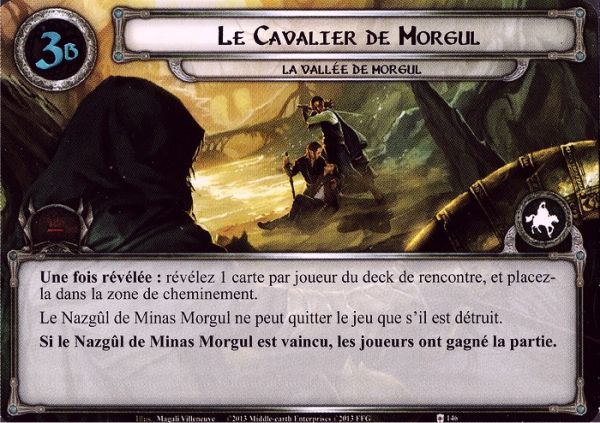 3B
LE CAVALIER DE MORGUL
LA VALLÉE DE MORGUL
Une fois révélée : révélez 1 carte par joueur du deck de rencontre, et placez-
la dans la zone de cheminement.
Le Nazgûl de Minas Morgul ne peut quitter le jeu que s'il est détruit.
Si le Nazgûl de Minas Morgul est vaincu, les joueurs ont gagné la partie.
Illus. Magali Villeneuve ©2013 Middle-earth Enterprises ©2013 FFG 146